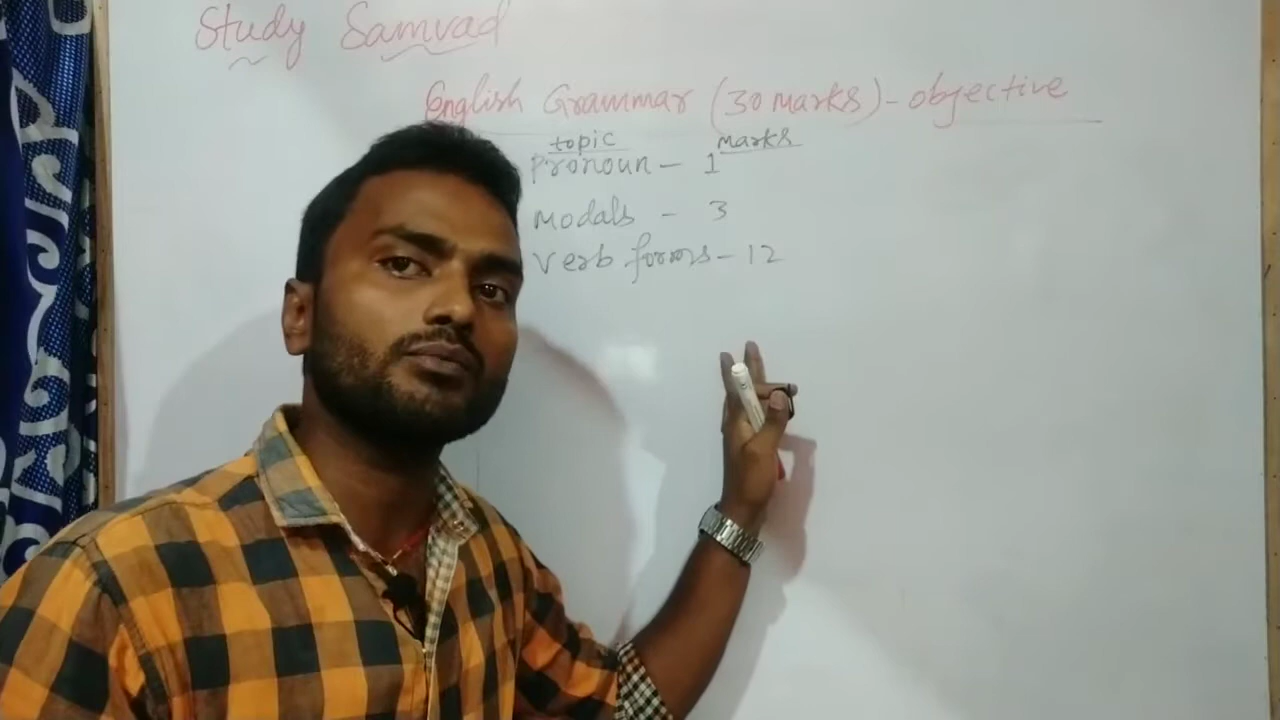 Study Samvad
English Grammar (30 marks) - objective
topic marks
Pronoun - 1
Modals - 3
Verb forms - 12